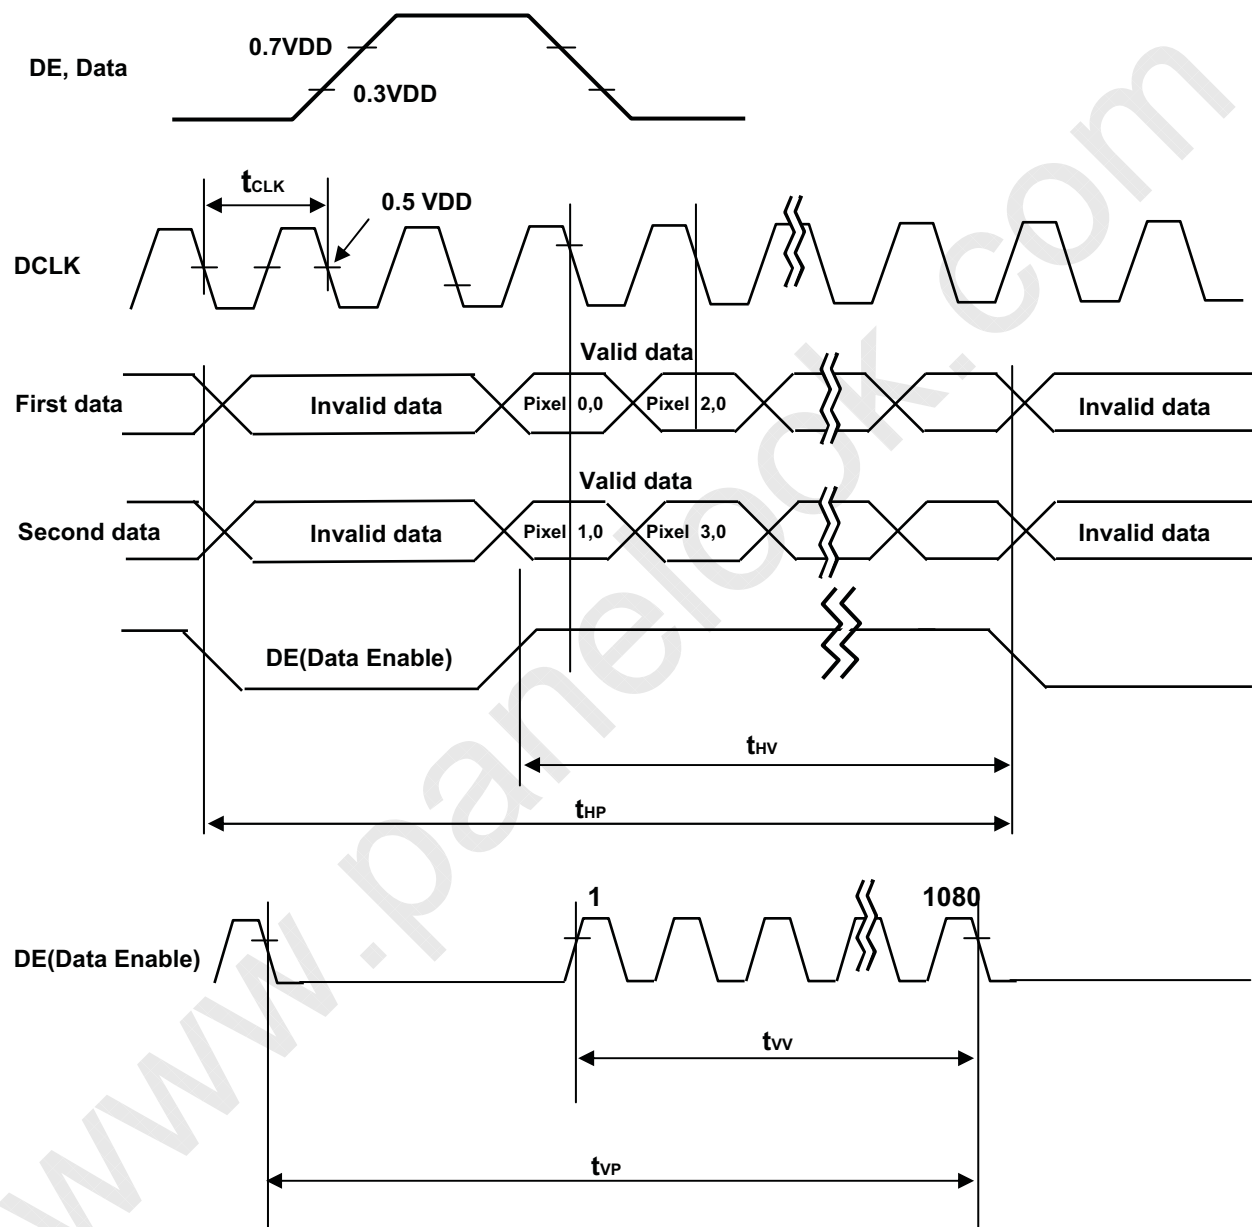 0.7VDD
DE, Data
0.3VDD
tCLK
0.5 VDD
DCLK
Valid data
First data
Invalid data
Pixel 0,0
Pixel 2,0
Invalid data
Valid data
Second data
Invalid data
Pixel 1,0
Pixel 3,0
Invalid data
DE(Data Enable)
tHV
tHP
1
1080
DE(Data Enable)
tVV
tVP
www.panelook.com